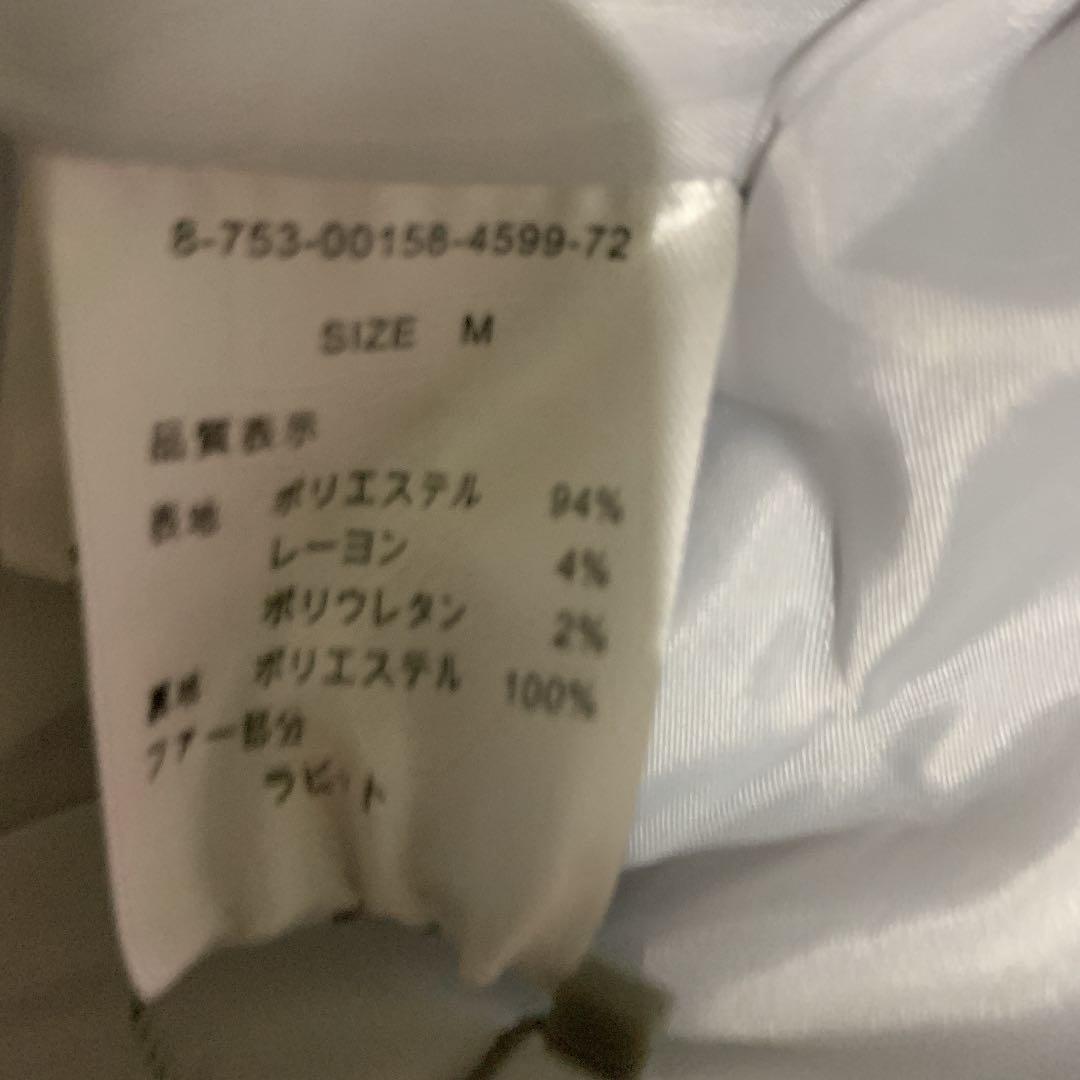 8-753-00158-4599-72
SIZE M
品質表示
表地 ポリエステル 94%
レーヨン 4%
ポリウレタン 2%
裏地 ポリエステル 100%
ファー部分
ラビット